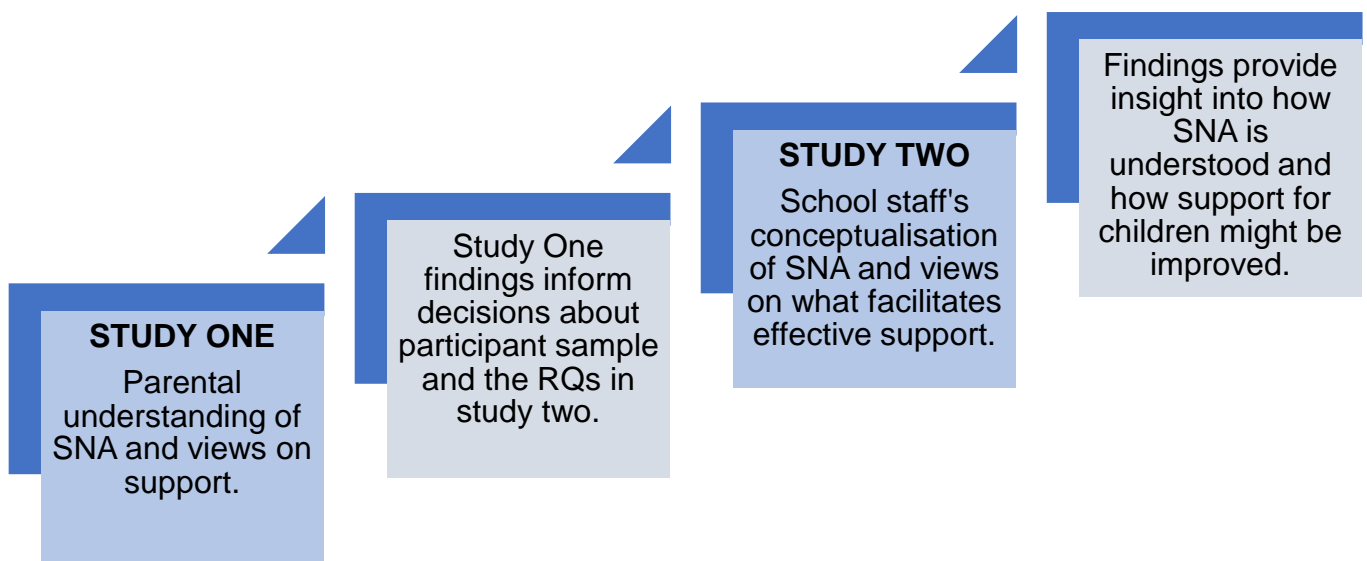 STUDY ONE
Parental
understanding of
SNA and views on
support.
Study One
findings inform
decisions about
participant sample
and the RQs in
study two.
STUDY TWO
School staff's
conceptualisation
of SNA and views
on what facilitates
effective support.
Findings provide
insight into how
SNA is
understood and
how support for
children might be
improved.